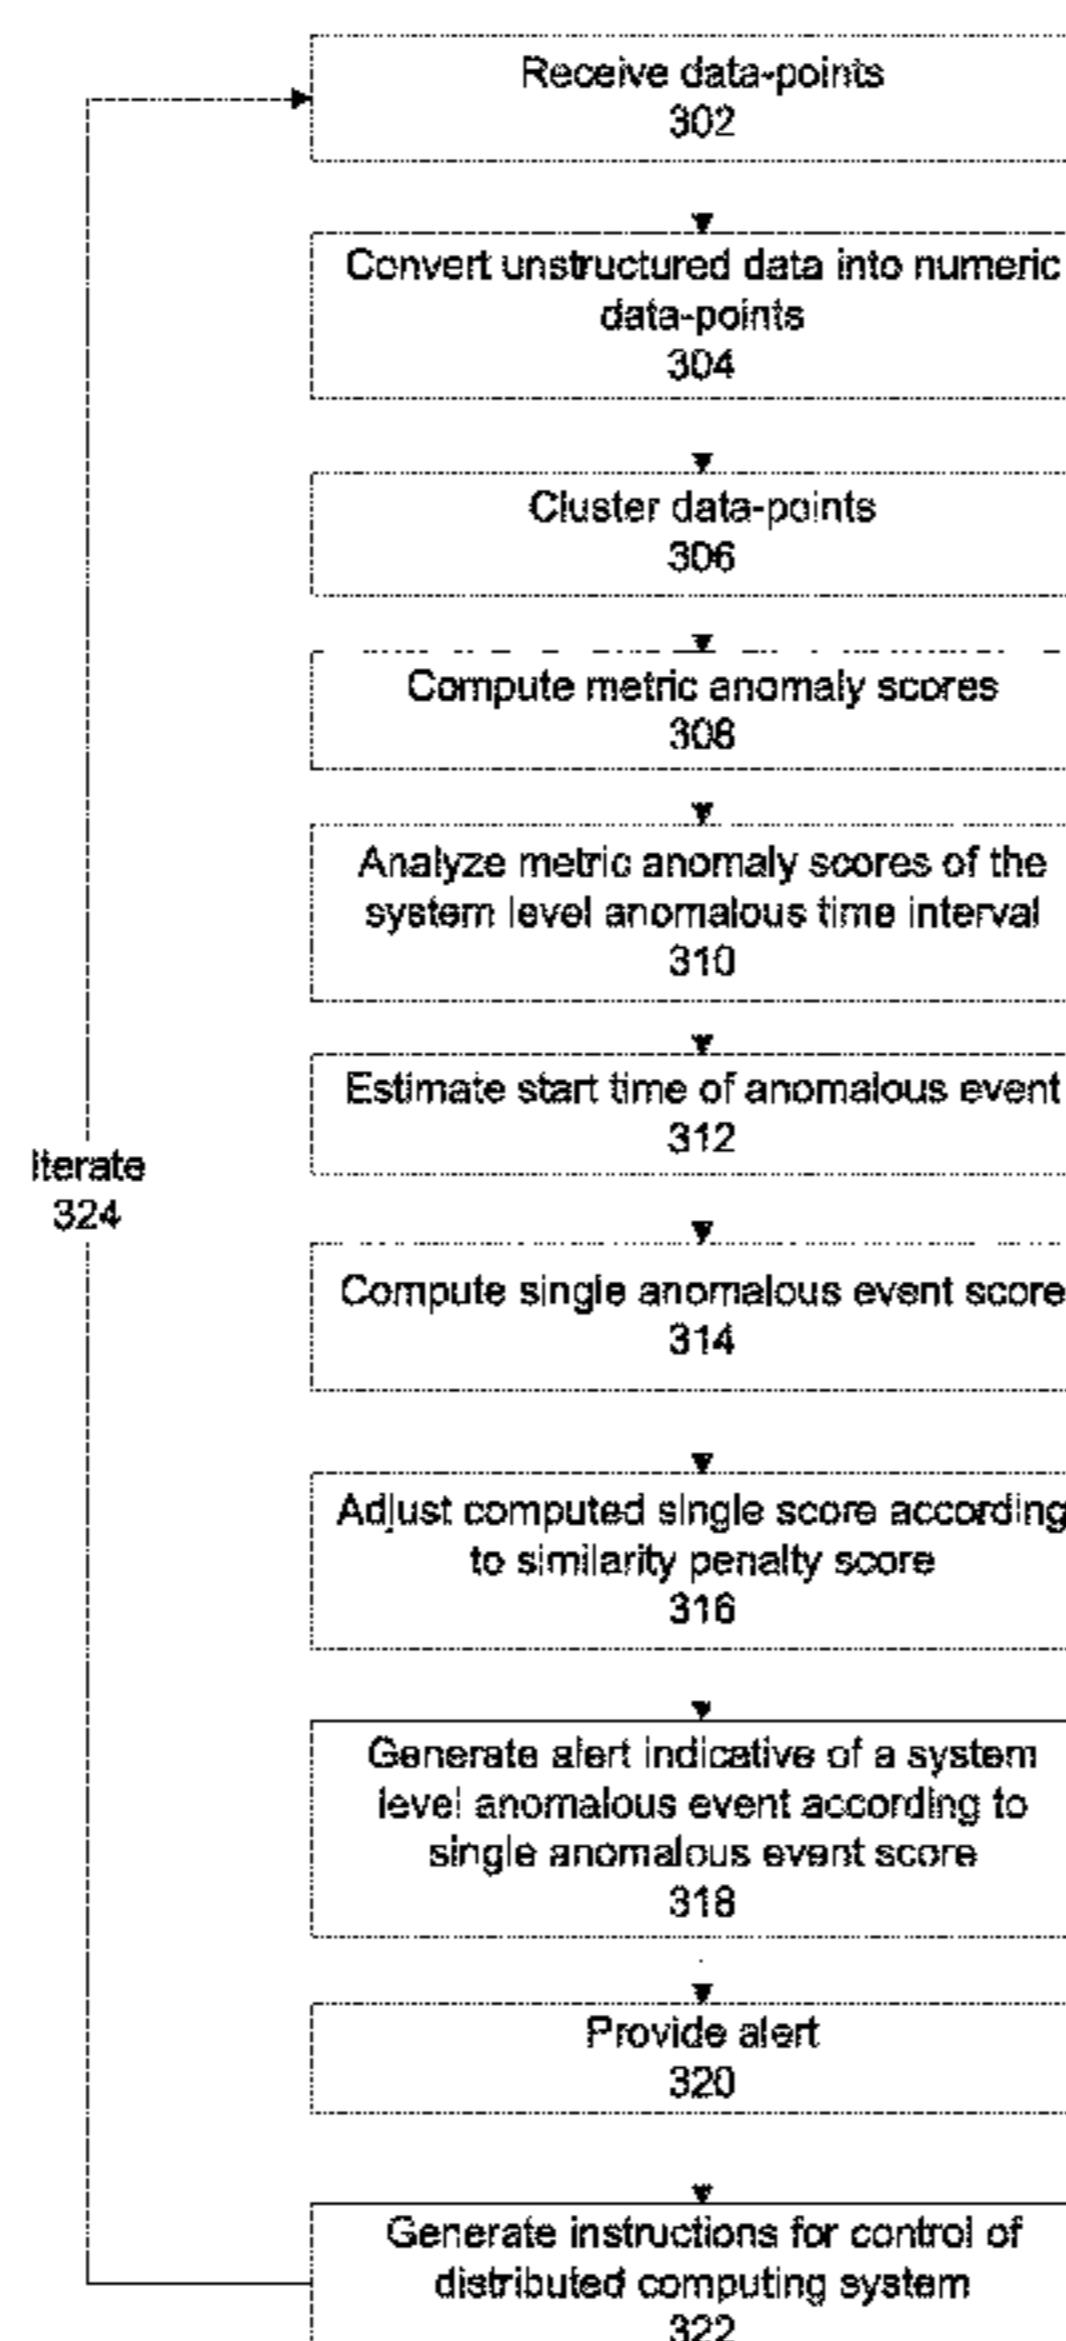 Receive data-points
302
Convert unstructured data into numeric
data-points
304
Cluster data-points
306
Compute metric anomaly scores
308
Analyze metric anomaly scores of the
system level anomalous time interval
310
Estimate start time of anomalous event
312
Iterate
324
Compute single anomalous event score
314
Adjust computed single score according
to similarity penalty score
316
Generate alert indicative of a system
level anomalous event according to
single anomalous event score
318
Provide alert
320
Generate instructions for control of
distributed computing system
322